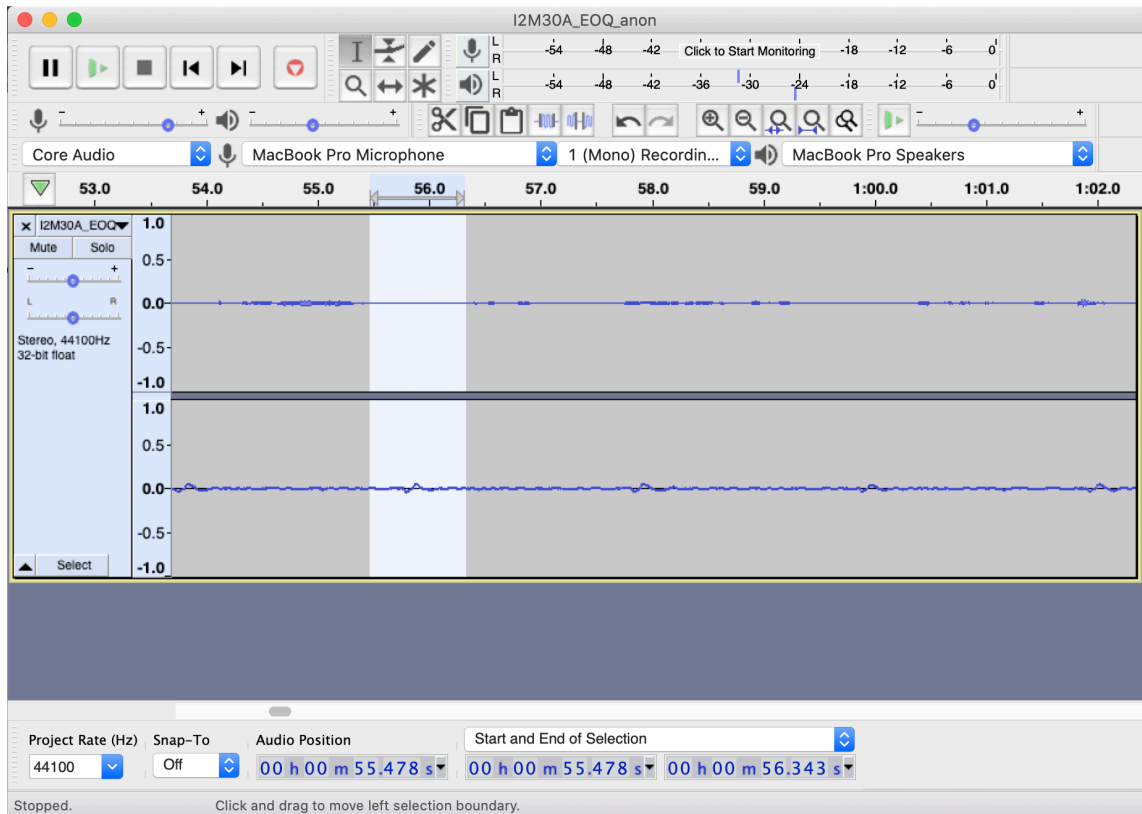 I2M30A_EOQ_anon
L R -54 -48 -42 Click to Start Monitoring -18 -12 -6 0
L R -54 -48 -42 -36 -30 -24 -18 -12 -6 0
- + - + - +
Core Audio MacBook Pro Microphone 1 (Mono) Recordin... MacBook Pro Speakers
53.0 54.0 55.0 56.0 57.0 58.0 59.0 1:00.0 1:01.0 1:02.0
x I2M30A_EOQ 1.0
Mute Solo
- + 0.5
L R 0.0
Stereo, 44100Hz -0.5
32-bit float
-1.0
1.0
0.5
0.0
-0.5
Select -1.0
Project Rate (Hz) Snap-To Audio Position Start and End of Selection
44100 Off 00 h 00 m 55.478 s 00 h 00 m 55.478 s 00 h 00 m 56.343 s
Stopped. Click and drag to move left selection boundary.